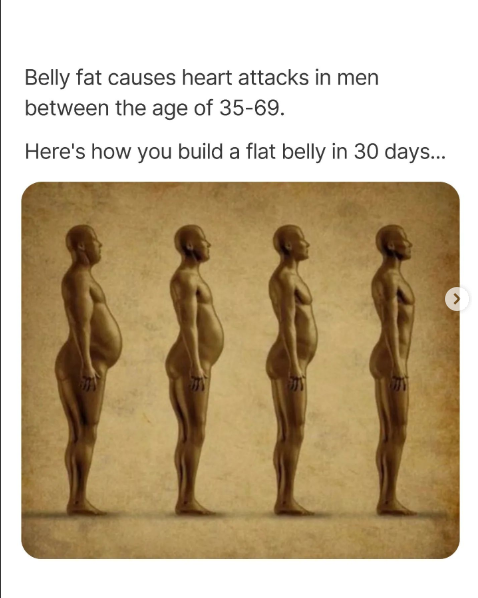 Belly fat causes heart attacks in men
between the age of 35-69.
Here's how you build a flat belly in 30 days...